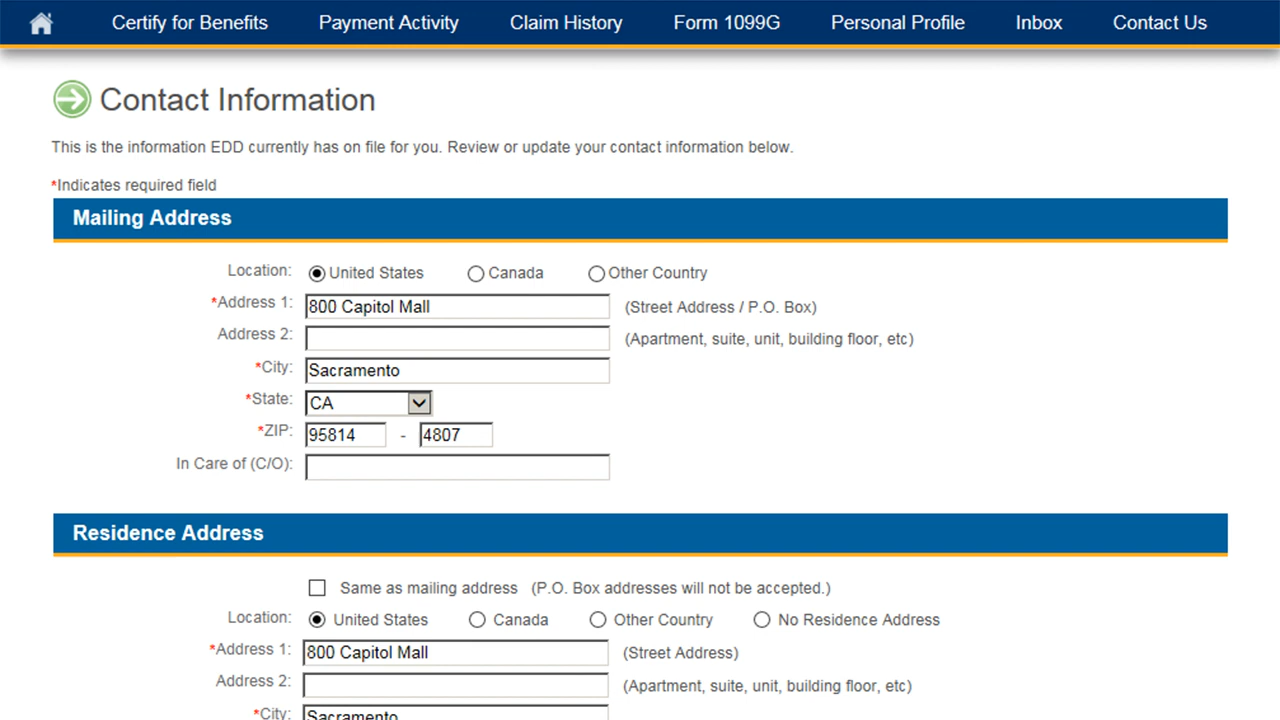 Certify for Benefits Payment Activity Claim History Form 1099G Personal Profile Inbox Contact Us
Contact Information
This is the information EDD currently has on file for you. Review or update your contact information below.
*Indicates required field
Mailing Address
Location: United States Canada Other Country
*Address 1: 800 Capitol Mall (Street Address / P.O. Box)
Address 2: (Apartment, suite, unit, building floor, etc)
*City: Sacramento
*State: CA
*ZIP: 95814 - 4807
In Care of (C/O):
Residence Address
Same as mailing address (P.O. Box addresses will not be accepted.)
Location: United States Canada Other Country No Residence Address
*Address 1: 800 Capitol Mall (Street Address)
Address 2: (Apartment, suite, unit, building floor, etc)
*City: Sacramento